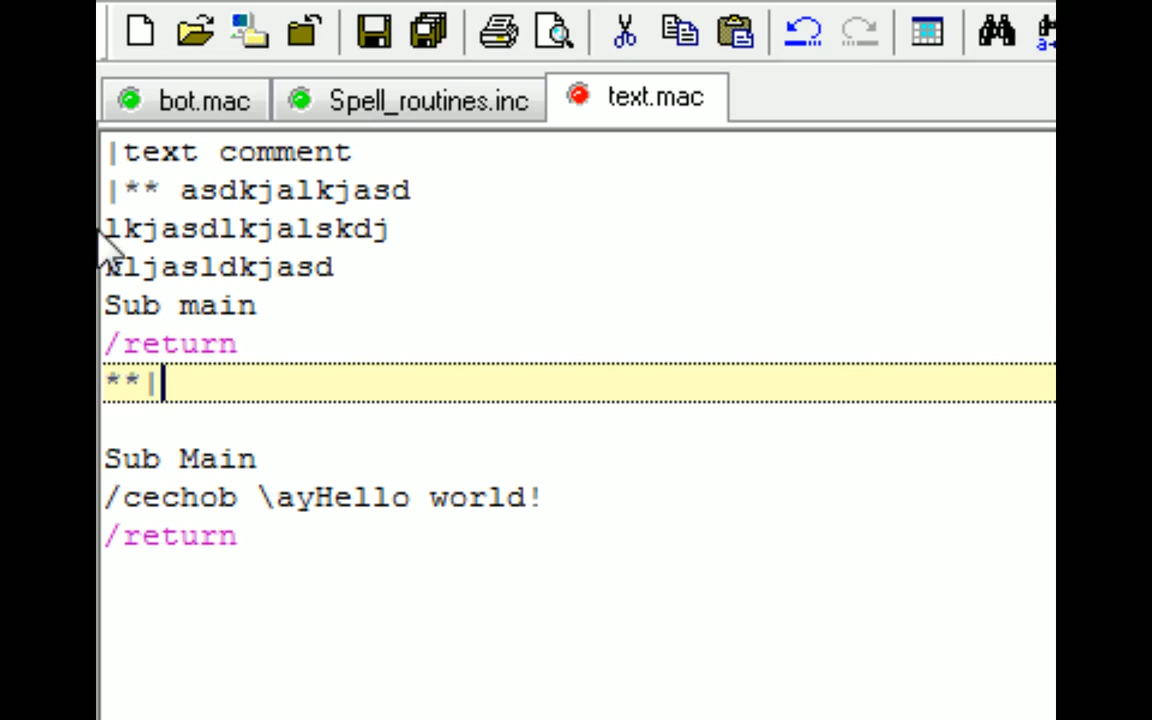 bot.mac
Spell_routines.inc
text.mac
|text comment
|** asdkjalkjasd
lkjasdlkjalskdj
kljasldkjasd
Sub main
/return
**|
Sub Main
/cechob \ayHello world!
/return